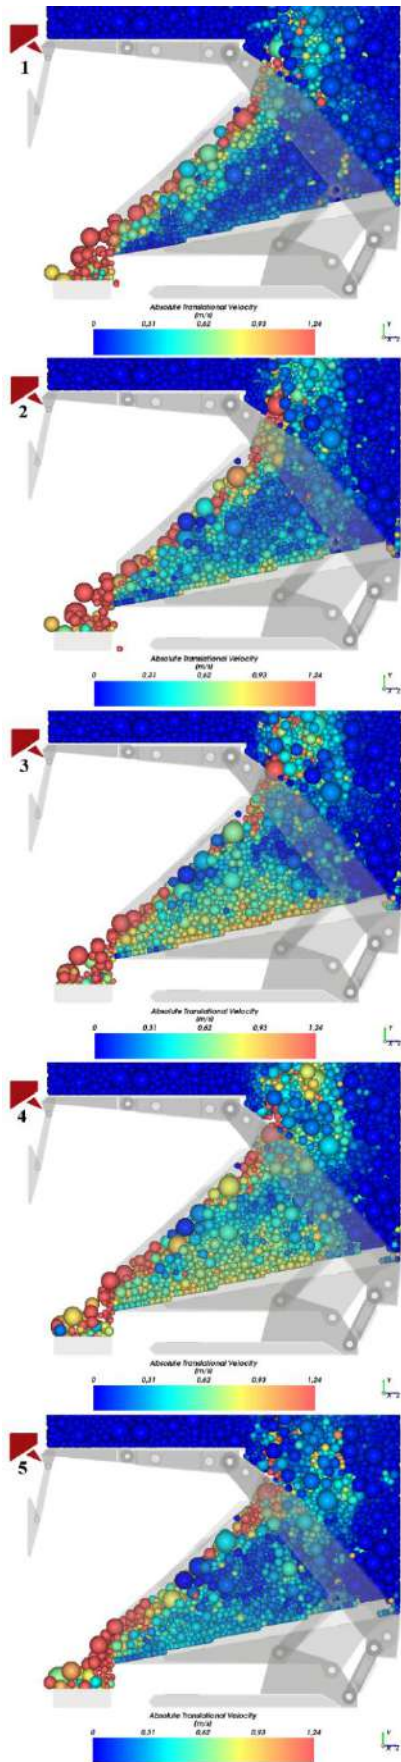 1
Absolute Translational Velocity
(m/s)
0 0,31 0,62 0,93 1,24
2
Absolute Translational Velocity
(m/s)
0 0,31 0,62 0,93 1,24
3
Absolute Translational Velocity
(m/s)
0 0,31 0,62 0,93 1,24
4
Absolute Translational Velocity
(m/s)
0 0,31 0,62 0,93 1,24
5
Absolute Translational Velocity
(m/s)
0 0,31 0,62 0,93 1,24